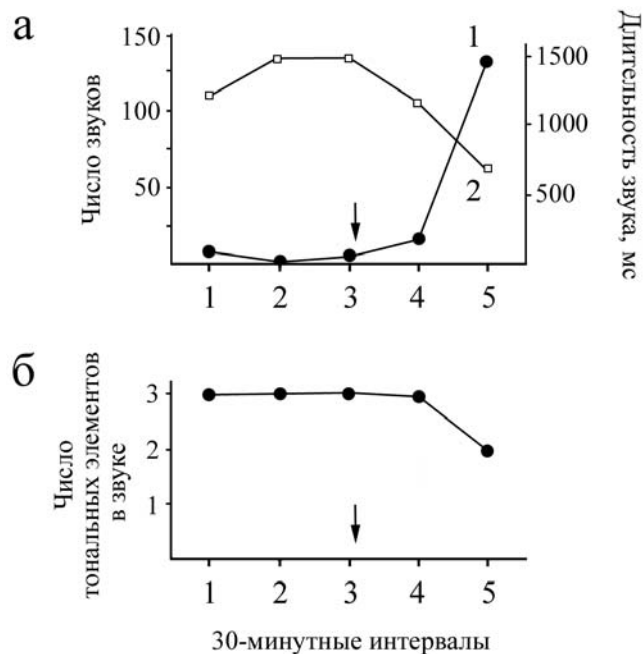 а
Число звуков
150
100
50
1
2
1500
1000
500
Длительность звука, мс
1 2 3 4 5
б
Число
тональных элементов
в звуке
3
2
1
1 2 3 4 5
30-минутные интервалы